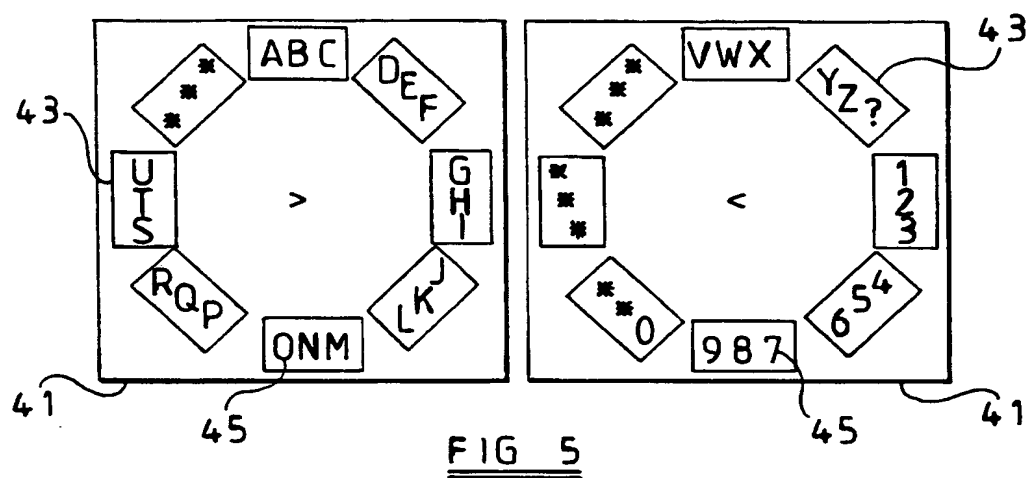 ABC
DEF
GHI
JKL
ONM
RQP
UTS
***
>
43
41
45
VWX
YZ?
123
654
987
**0
***
***
<
43
45
41
FIG 5